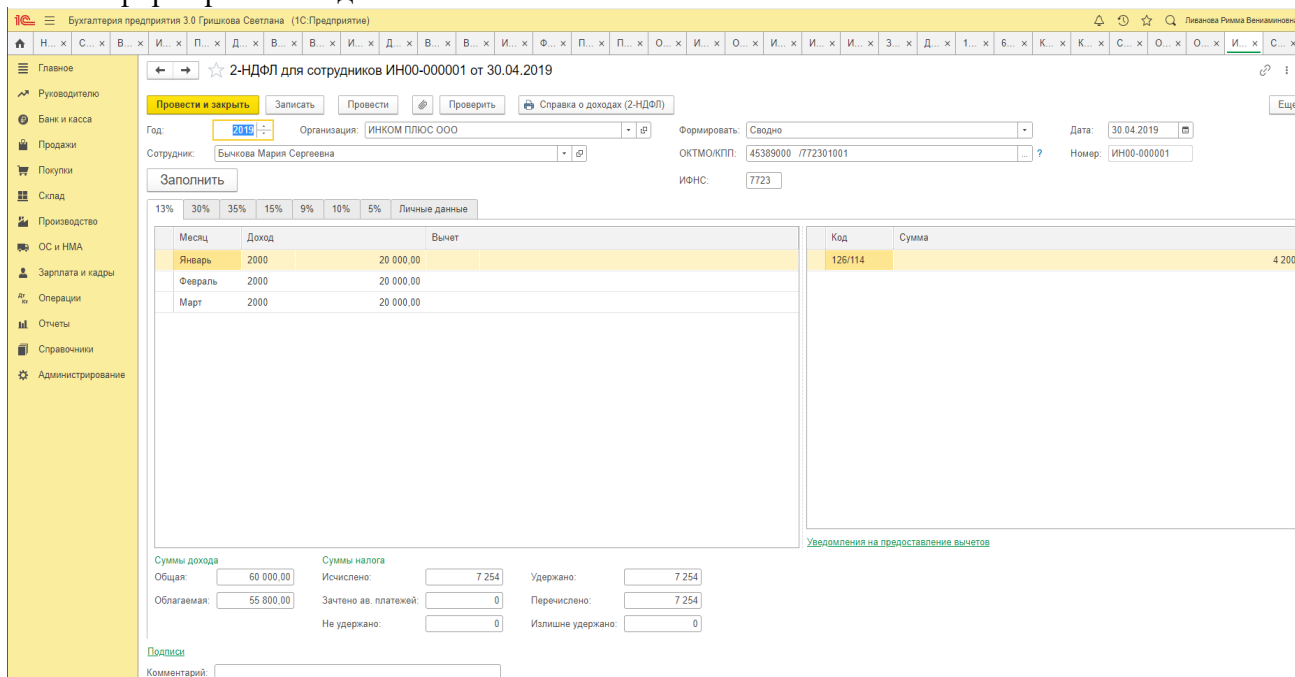 1С Бухгалтерия предприятия 3.0 Гришкова Светлана (1С:Предприятие) Ливанова Римма Вениаминовна
Н... × С... × В... × И... × П... × Д... × В... × В... × И... × Д... × В... × В... × И... × Ф... × П... × П... × О... × И... × О... × И... × И... × И... × З... × Д... × 1... × 6... × К... × К... × С... × О... × О... × И... × С... ×
Главное
Руководителю
Банк и касса
Продажи
Покупки
Склад
Производство
ОС и НМА
Зарплата и кадры
Операции
Отчеты
Справочники
Администрирование
2-НДФЛ для сотрудников ИН00-000001 от 30.04.2019
Провести и закрыть Записать Провести Проверить Справка о доходах (2-НДФЛ) Еще
Год: 2019 Организация: ИНКОМ ПЛЮС ООО Формировать: Сводно Дата: 30.04.2019
Сотрудник: Бычкова Мария Сергеевна ОКТМО/КПП: 45389000 /772301001 ... ? Номер: ИН00-000001
Заполнить ИФНС: 7723
13% 30% 35% 15% 9% 10% 5% Личные данные
Месяц Доход Вычет Код Сумма
Январь 2000 20 000,00 126/114 4 200
Февраль 2000 20 000,00
Март 2000 20 000,00
Уведомления на предоставление вычетов
Суммы дохода Суммы налога
Общая: 60 000,00 Исчислено: 7 254 Удержано: 7 254
Облагаемая: 55 800,00 Зачтено ав. платежей: 0 Перечислено: 7 254
Не удержано: 0 Излишне удержано: 0
Подписи
Комментарий: